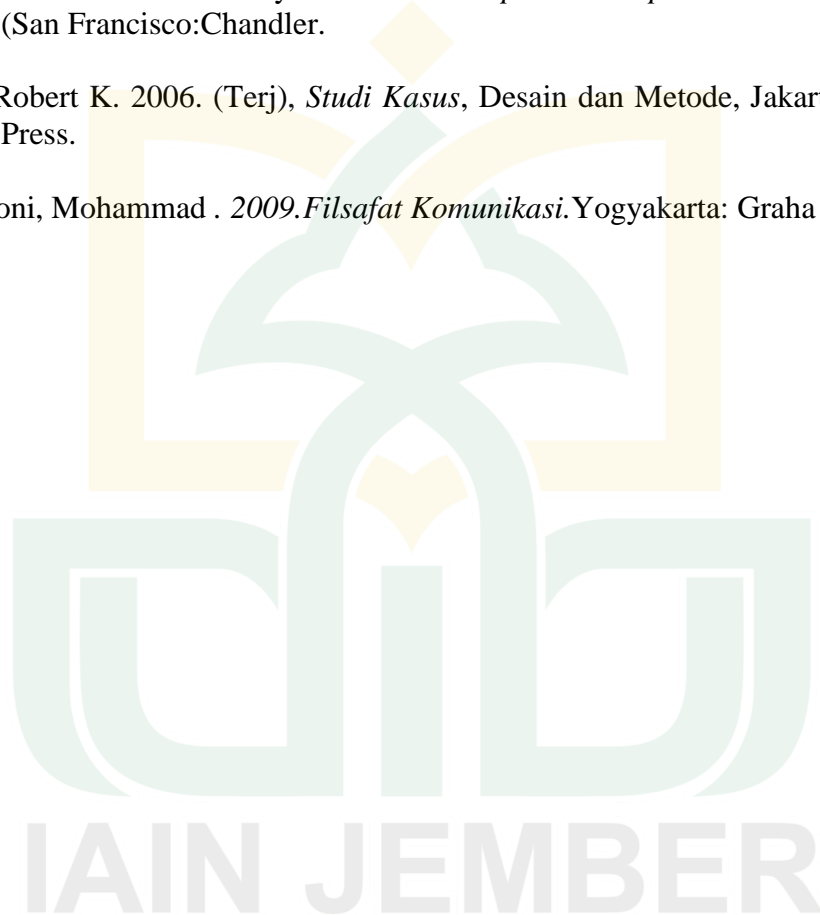 (San Francisco:Chandler.
Robert K. 2006. (Terj), Studi Kasus, Desain dan Metode, Jakart
Press.
oni, Mohammad . 2009.Filsafat Komunikasi.Yogyakarta: Graha
IAIN JEMBER